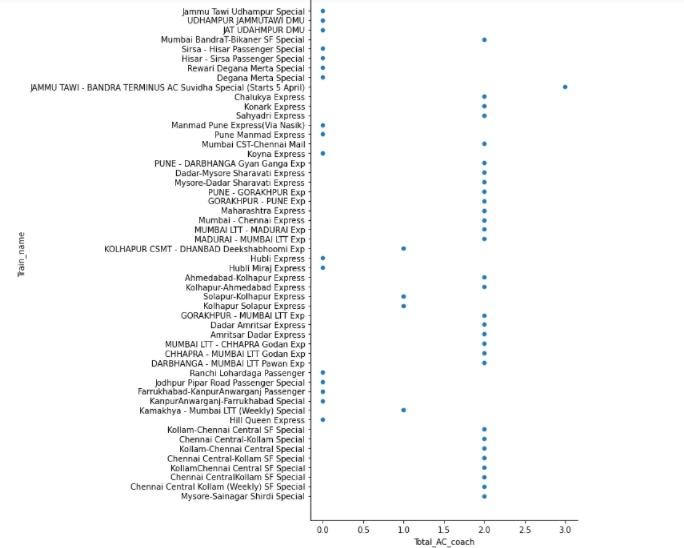 Jammu Tawi Udhampur Special
UDHAMPUR JAMMUTAWI DMU
JAT UDAHMPUR DMU
Mumbai BandraT-Bikaner SF Special
Sirsa - Hisar Passenger Special
Hisar - Sirsa Passenger Special
Rewari Degana Merta Special
Degana Merta Special
JAMMU TAWI - BANDRA TERMINUS AC Suvidha Special (Starts 5 April)
Chalukya Express
Konark Express
Sahyadri Express
Manmad Pune Express(Via Nasik)
Pune Manmad Express
Mumbai CST-Chennai Mail
Koyna Express
PUNE - DARBHANGA Gyan Ganga Exp
Dadar-Mysore Sharavati Express
Mysore-Dadar Sharavati Express
PUNE - GORAKHPUR Exp
GORAKHPUR - PUNE Exp
Maharashtra Express
Mumbai - Chennai Express
MUMBAI LTT - MADURAI Exp
MADURAI - MUMBAI LTT Exp
KOLHAPUR CSMT - DHANBAD Deekshabhoomi Exp
Hubli Express
Hubli Miraj Express
Ahmedabad-Kolhapur Express
Kolhapur-Ahmedabad Express
Solapur-Kolhapur Express
Kolhapur Solapur Express
GORAKHPUR - MUMBAI LTT Exp
Dadar Amritsar Express
Amritsar Dadar Express
MUMBAI LTT - CHHAPRA Godan Exp
CHHAPRA - MUMBAI LTT Godan Exp
DARBHANGA - MUMBAI LTT Pawan Exp
Ranchi Lohardaga Passenger
Jodhpur Pipar Road Passenger Special
Farrukhabad-KanpurAnwarganj Passenger
KanpurAnwarganj-Farrukhabad Special
Kamakhya - Mumbai LTT (Weekly) Special
Hill Queen Express
Kollam-Chennai Central SF Special
Chennai Central-Kollam Special
Kollam-Chennai Central Special
Chennai Central-Kollam SF Special
KollamChennai Central SF Special
Chennai CentralKollam SF Special
Chennai Central Kollam (Weekly) SF Special
Mysore-Sainagar Shirdi Special
Train_name
0.0 0.5 1.0 1.5 2.0 2.5 3.0
Total_AC_coach